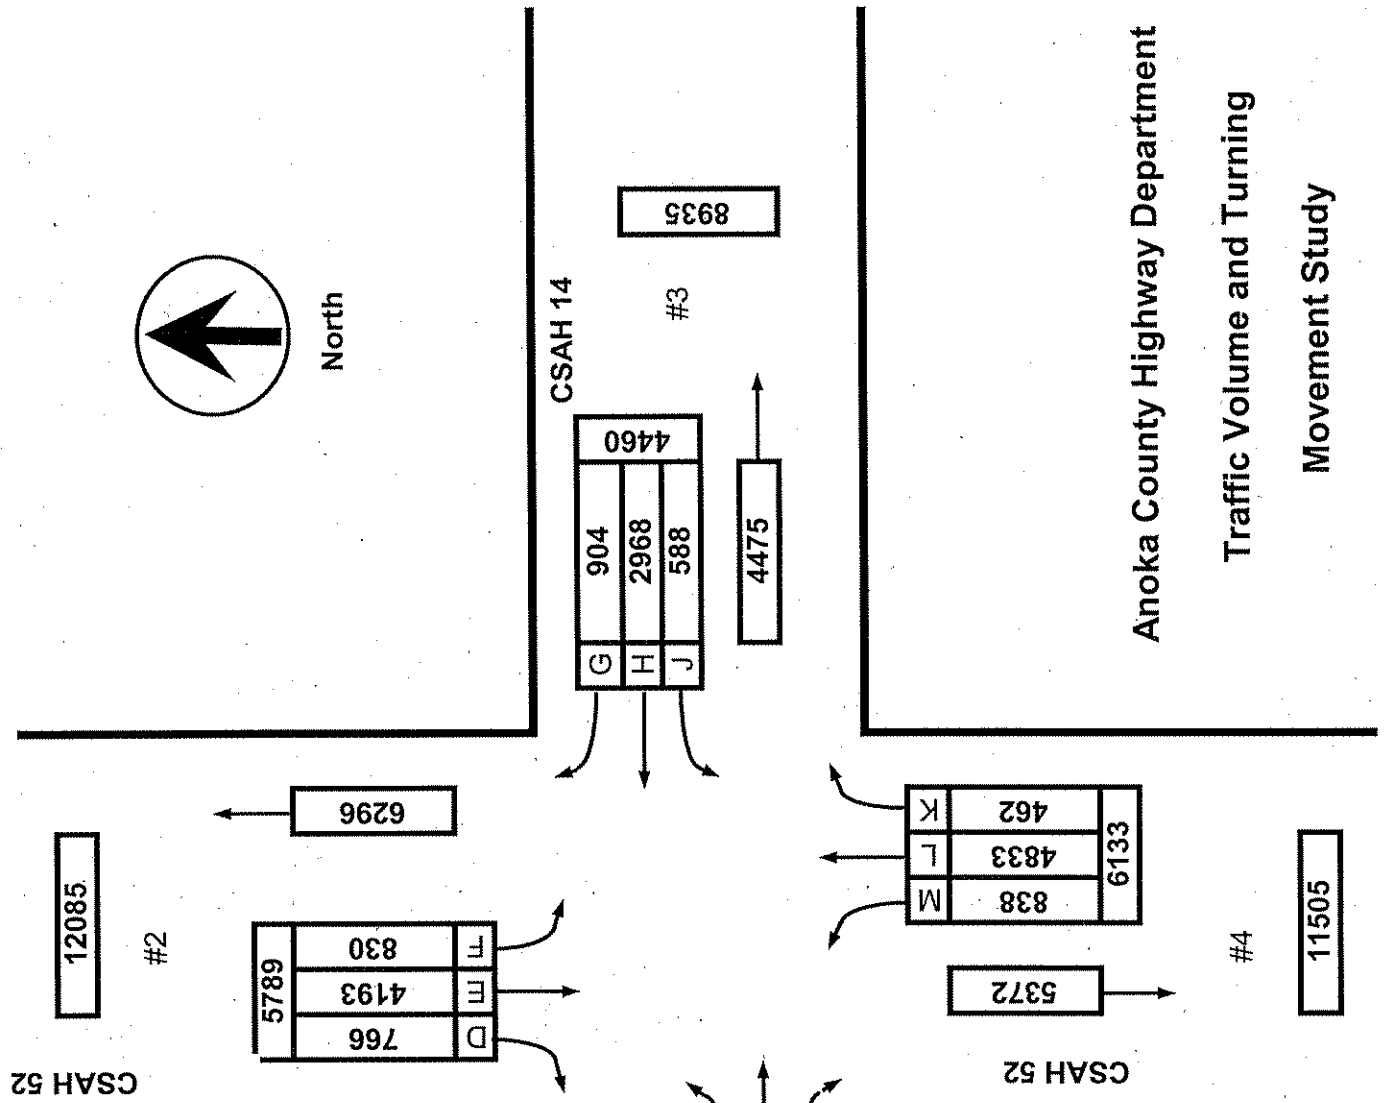 CSAH 52
12085
#2
5789
766
4193
830
D
E
F
6296
North
CSAH 14
#3
8935
4460
904
2968
588
G
H
J
4475
M
L
K
838
4833
462
6133
5372
CSAH 52
#4
11505
Anoka County Highway Department
Traffic Volume and Turning
Movement Study